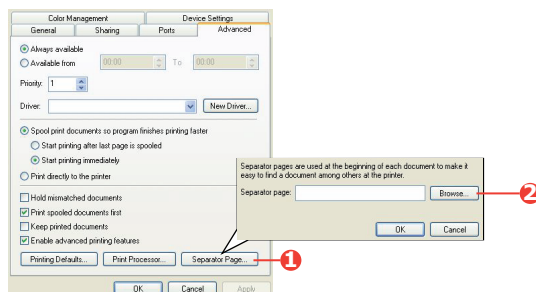 Color Management Device Settings
General Sharing Ports Advanced
Always available
Available from 00:00 To 00:00
Priority: 1
Driver: New Driver...
Spool print documents so program finishes printing faster
Start printing after last page is spooled
Start printing immediately
Print directly to the printer
Hold mismatched documents
Print spooled documents first
Keep printed documents
Enable advanced printing features
Printing Defaults... Print Processor... Separator Page... 1
OK Cancel Apply
Separator pages are used at the beginning of each document to make it
easy to find a document among others at the printer.
Separator page: Browse... 2
OK Cancel